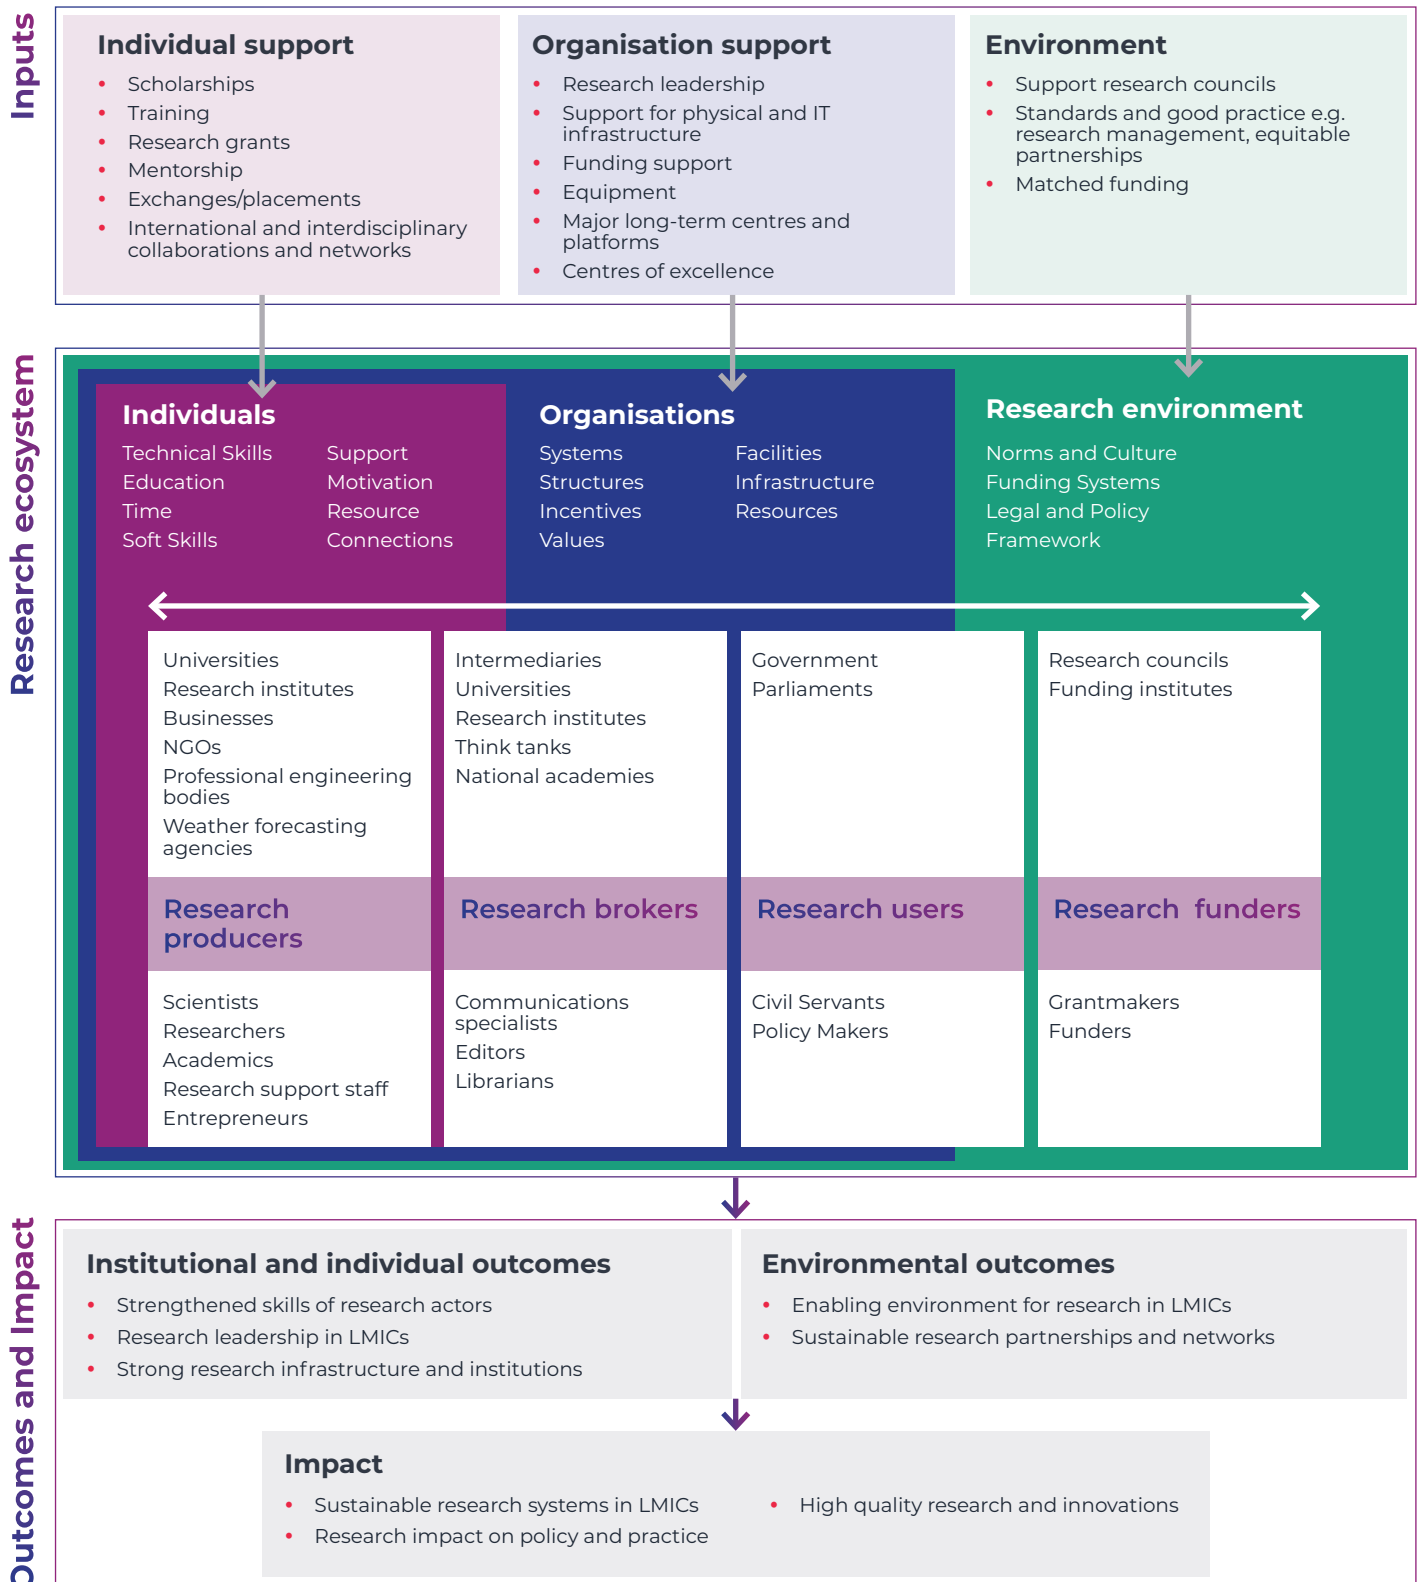 Inputs
Individual support
• Scholarships
• Training
• Research grants
• Mentorship
• Exchanges/placements
• International and interdisciplinary
collaborations and networks
Organisation support
• Research leadership
• Support for physical and IT
infrastructure
• Funding support
• Equipment
• Major long-term centres and
platforms
• Centres of excellence
Environment
• Support research councils
• Standards and good practice e.g.
research management, equitable
partnerships
• Matched funding
Research ecosystem
Individuals
Technical Skills
Education
Time
Soft Skills
Support
Motivation
Resource
Connections
Organisations
Systems
Structures
Incentives
Values
Facilities
Infrastructure
Resources
Research environment
Norms and Culture
Funding Systems
Legal and Policy
Framework
Universities
Research institutes
Businesses
NGOs
Professional engineering
bodies
Weather forecasting
agencies
Research
producers
Scientists
Researchers
Academics
Research support staff
Entrepreneurs
Intermediaries
Universities
Research institutes
Think tanks
National academies
Research brokers
Communications
specialists
Editors
Librarians
Government
Parliaments
Research users
Civil Servants
Policy Makers
Research councils
Funding institutes
Research funders
Grantmakers
Funders
Outcomes and Impact
Institutional and individual outcomes
• Strengthened skills of research actors
• Research leadership in LMICs
• Strong research infrastructure and institutions
Environmental outcomes
• Enabling environment for research in LMICs
• Sustainable research partnerships and networks
Impact
• Sustainable research systems in LMICs
• Research impact on policy and practice
• High quality research and innovations